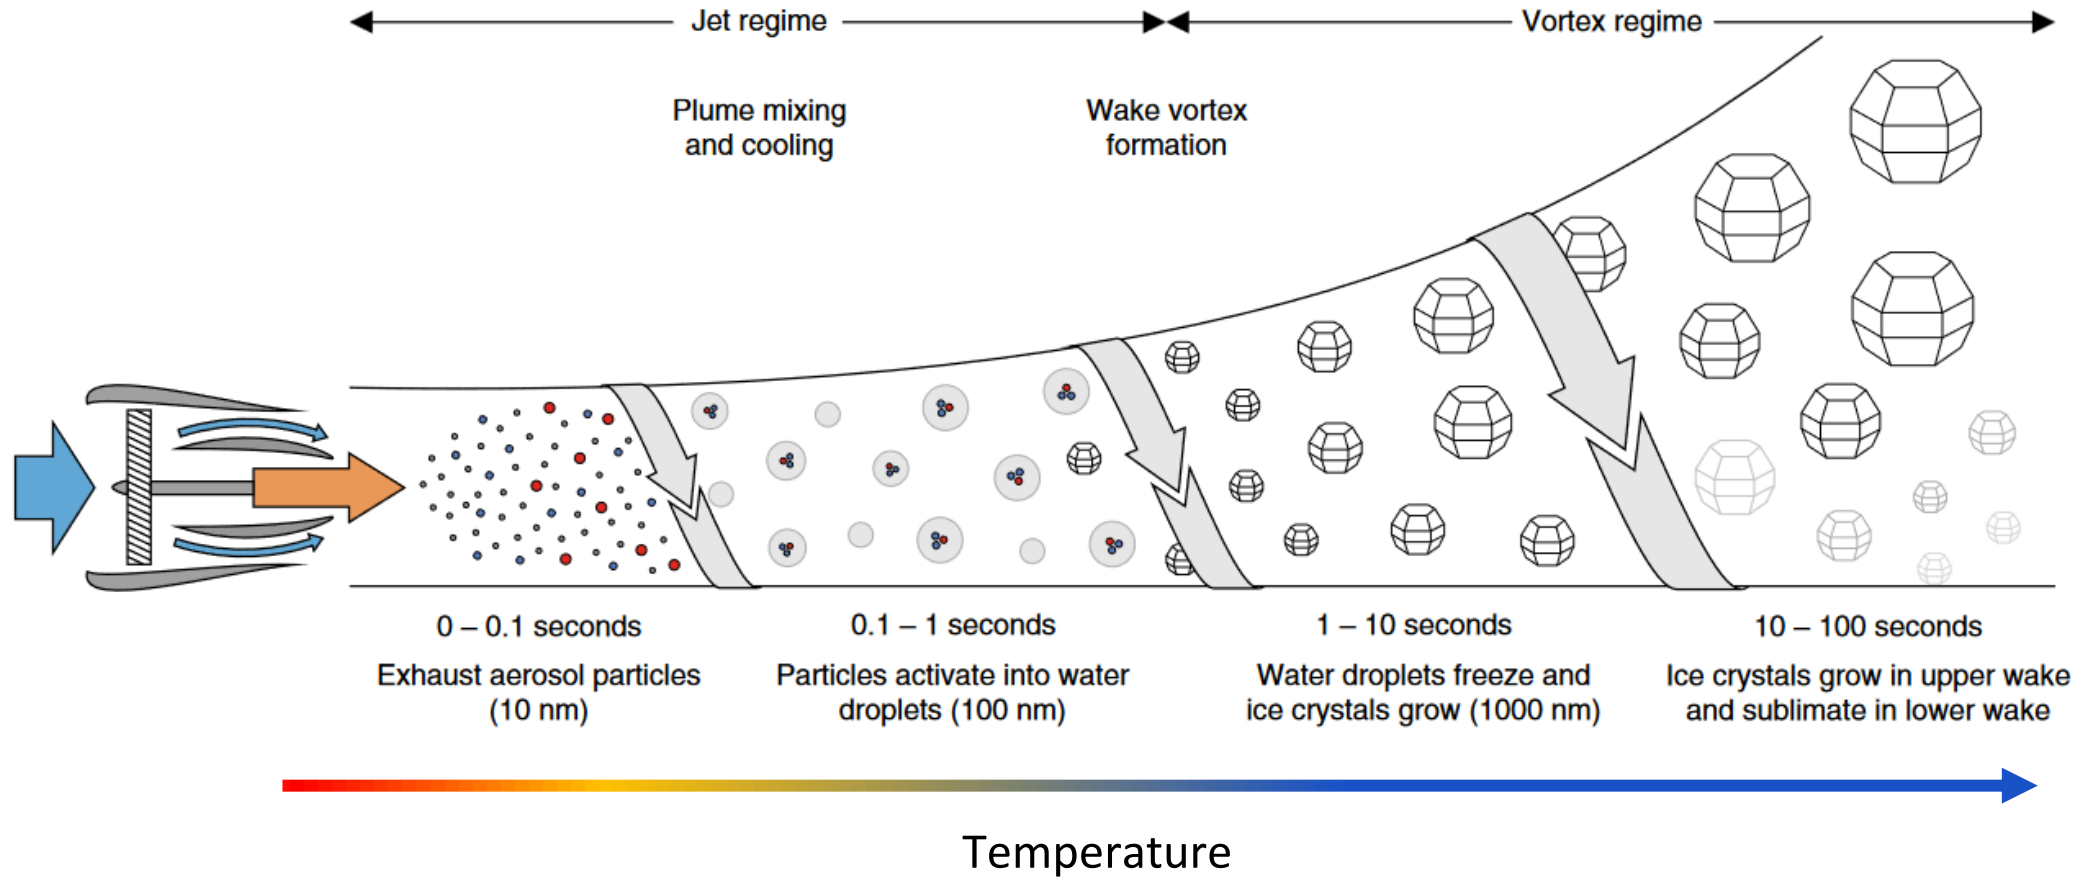 Jet regime
Vortex regime
Plume mixing
and cooling
Wake vortex
formation
0 – 0.1 seconds
Exhaust aerosol particles
(10 nm)
0.1 – 1 seconds
Particles activate into water
droplets (100 nm)
1 – 10 seconds
Water droplets freeze and
ice crystals grow (1000 nm)
10 – 100 seconds
Ice crystals grow in upper wake
and sublimate in lower wake
Temperature